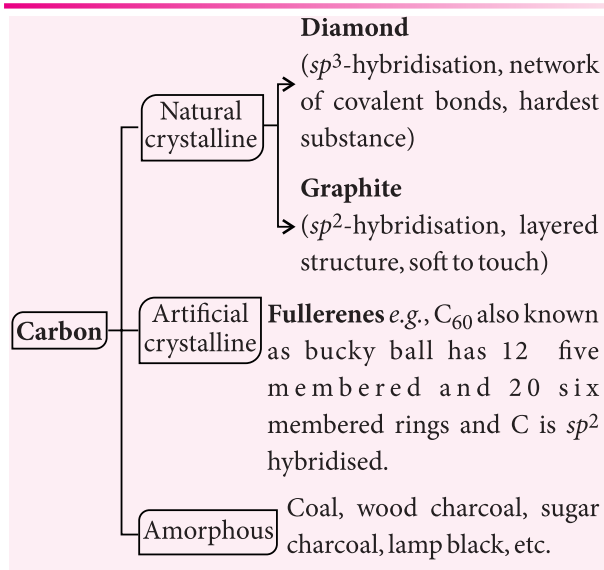 Diamond
(sp³-hybridisation, network
of covalent bonds, hardest
substance)
Natural
crystalline
Graphite
(sp²-hybridisation, layered
structure, soft to touch)
Carbon
Artificial
crystalline
Fullerenes e.g., C₆₀ also known
as bucky ball has 12 five
membered and 20 six
membered rings and C is sp²
hybridised.
Amorphous
Coal, wood charcoal, sugar
charcoal, lamp black, etc.